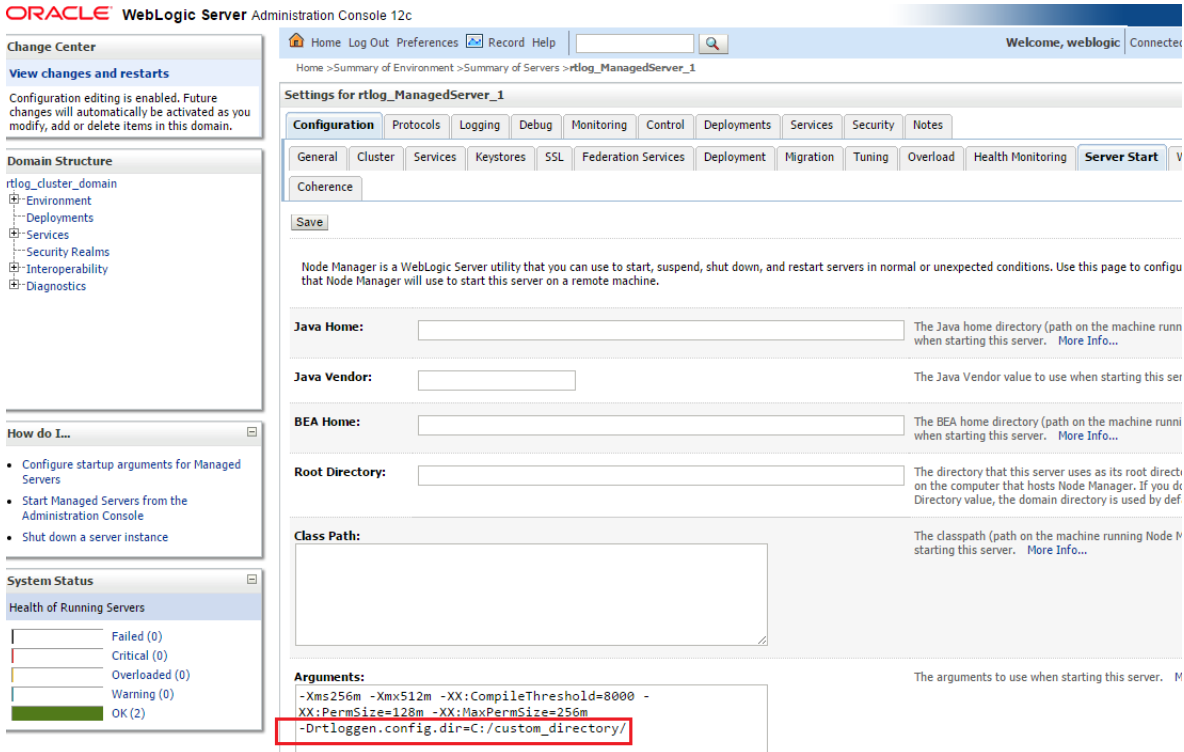 ORACLE® WebLogic Server Administration Console 12c
Change Center
View changes and restarts
Configuration editing is enabled. Future
changes will automatically be activated as you
modify, add or delete items in this domain.
Domain Structure
rtlog_cluster_domain
Environment
Deployments
Services
Security Realms
Interoperability
Diagnostics
How do I...
Configure startup arguments for Managed
Servers
Start Managed Servers from the
Administration Console
Shut down a server instance
System Status
Health of Running Servers
Failed (0)
Critical (0)
Overloaded (0)
Warning (0)
OK (2)
Home Log Out Preferences Record Help
Welcome, weblogic Connected
Home >Summary of Environment >Summary of Servers >rtlog_ManagedServer_1
Settings for rtlog_ManagedServer_1
Configuration Protocols Logging Debug Monitoring Control Deployments Services Security Notes
General Cluster Services Keystores SSL Federation Services Deployment Migration Tuning Overload Health Monitoring Server Start
Coherence
Save
Node Manager is a WebLogic Server utility that you can use to start, suspend, shut down, and restart servers in normal or unexpected conditions. Use this page to configu
that Node Manager will use to start this server on a remote machine.
Java Home:
The Java home directory (path on the machine runn
when starting this server. More Info...
Java Vendor:
The Java Vendor value to use when starting this ser
BEA Home:
The BEA home directory (path on the machine runni
when starting this server. More Info...
Root Directory:
The directory that this server uses as its root directo
on the computer that hosts Node Manager. If you do
Directory value, the domain directory is used by def
Class Path:
The classpath (path on the machine running Node M
starting this server. More Info...
Arguments:
The arguments to use when starting this server. M
-Xms256m -Xmx512m -XX:CompileThreshold=8000 -
XX:PermSize=128m -XX:MaxPermSize=256m
-Drtloggen.config.dir=C:/custom_directory/